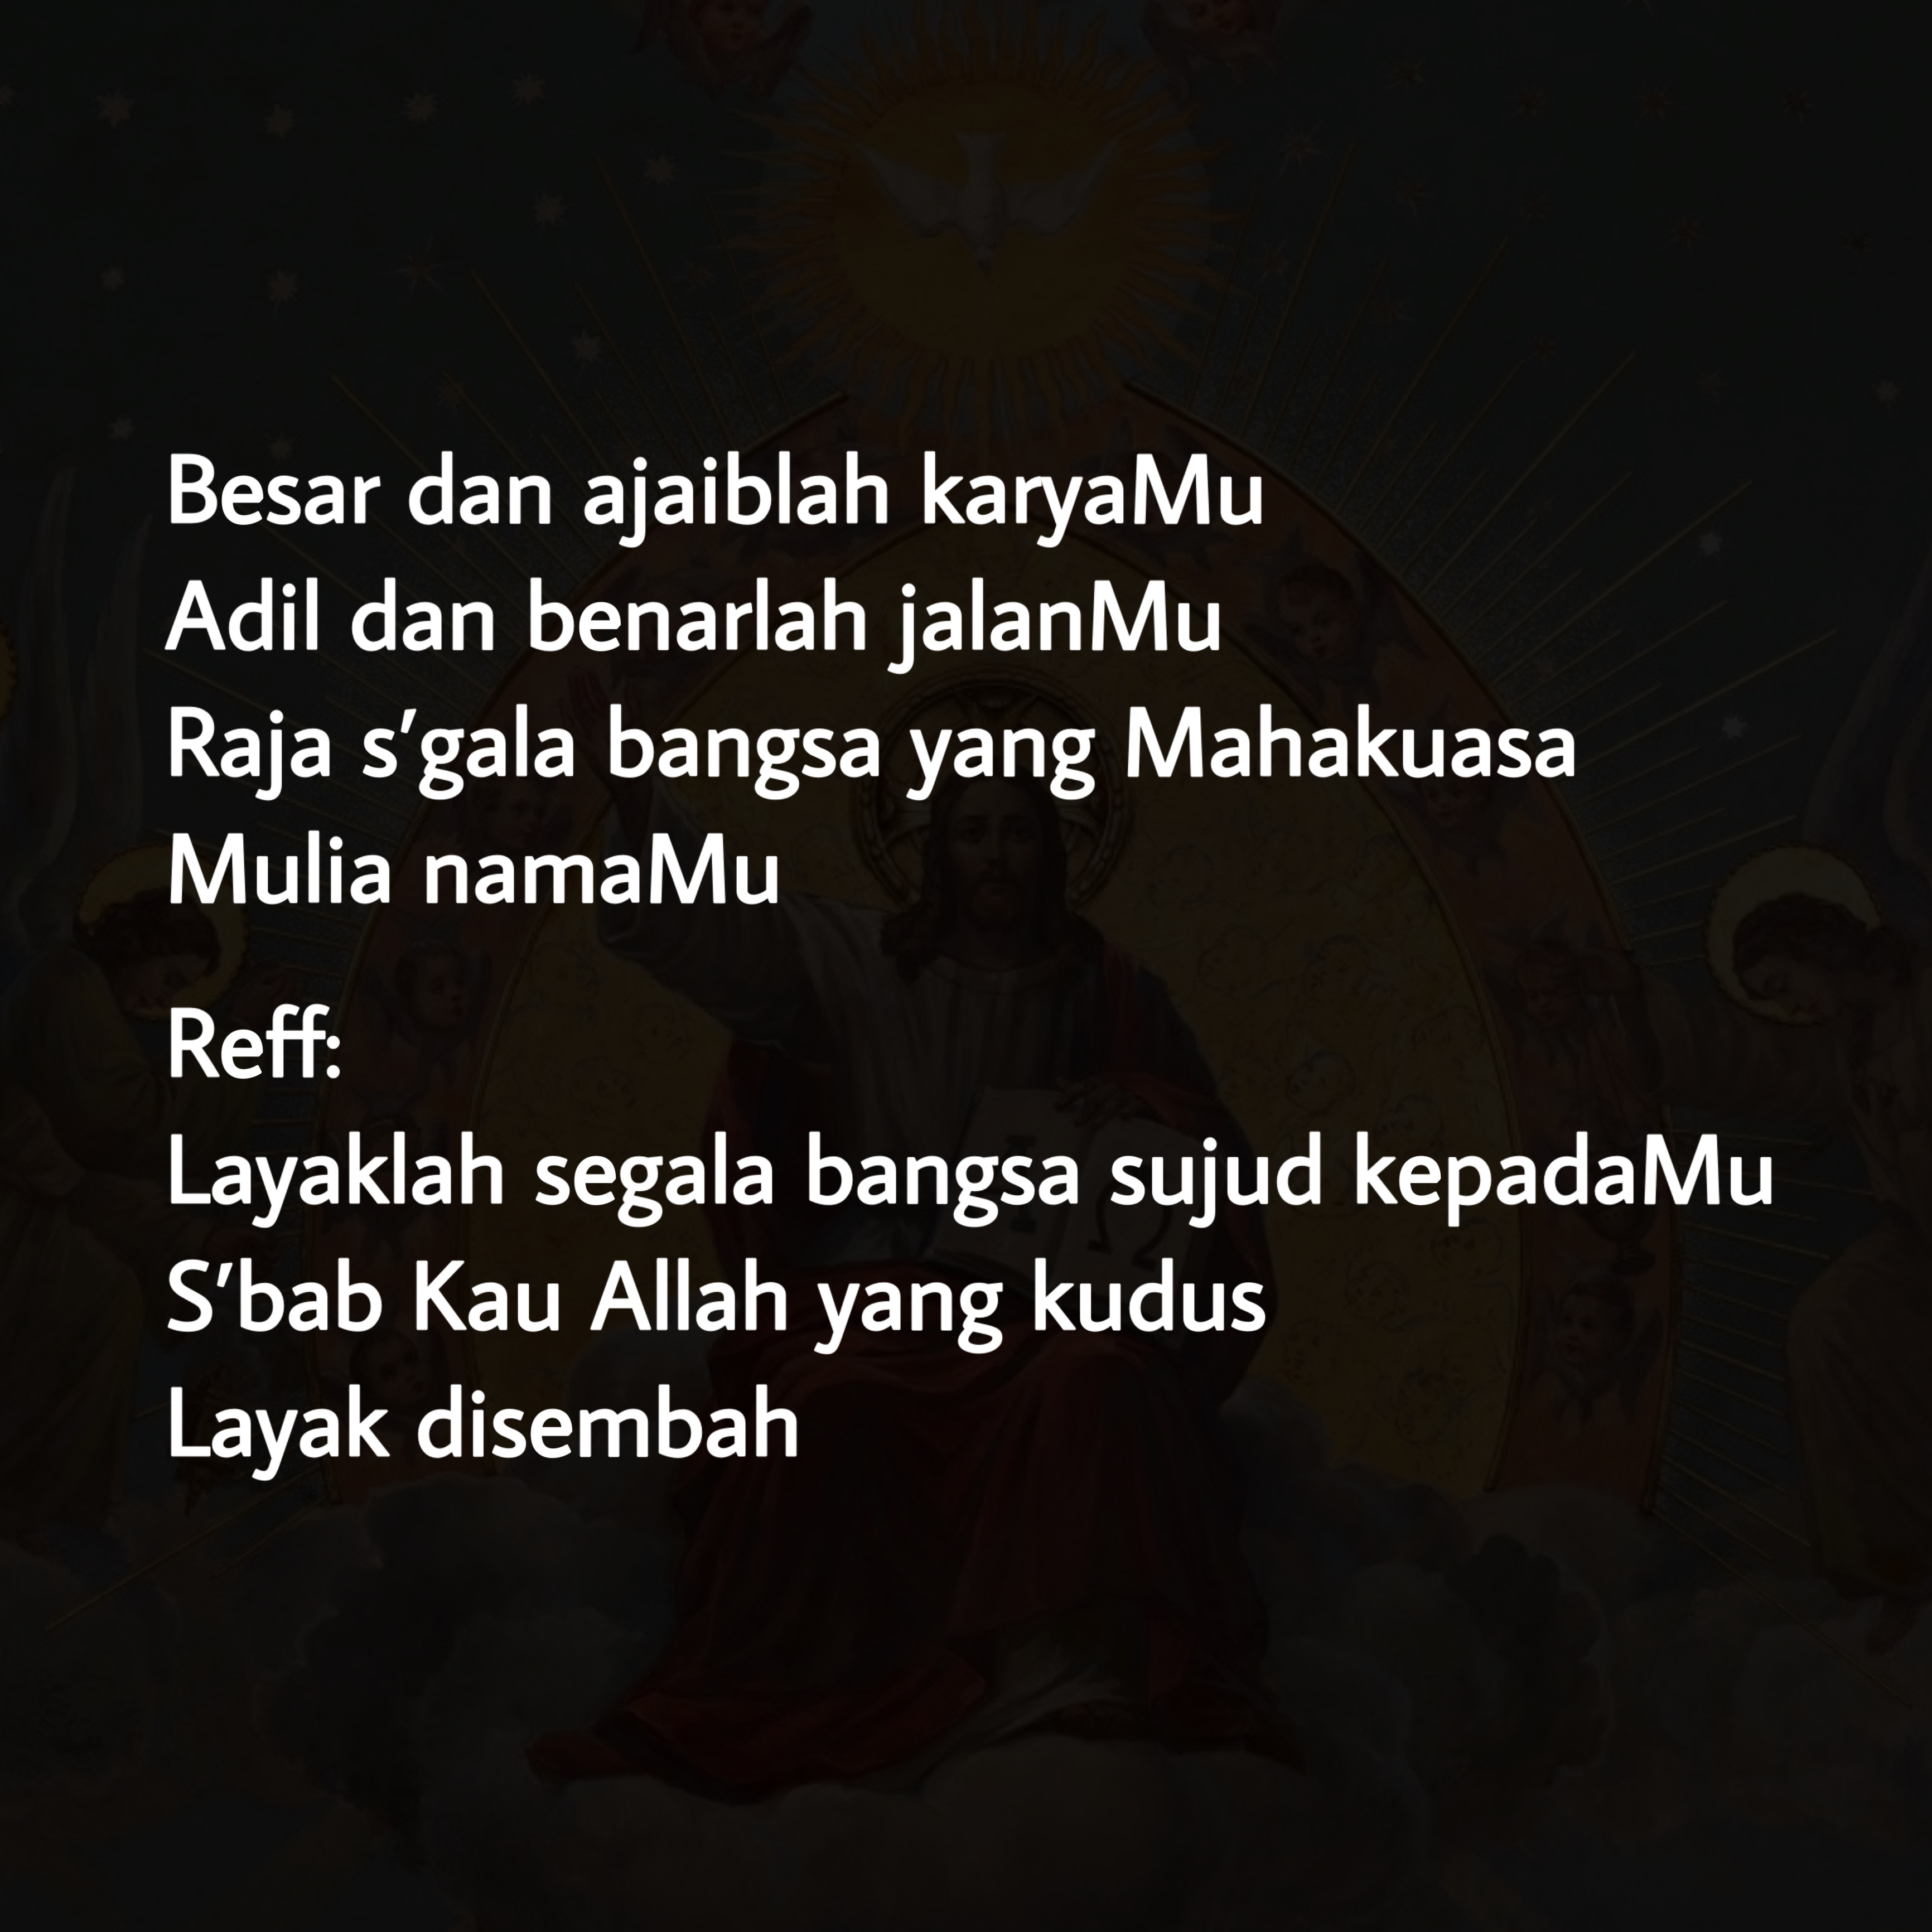 Besar dan ajaiblah karyaMu
Adil dan benarlah jalanMu
Raja s'gala bangsa yang Mahakuasa
Mulia namaMu
Reff:
Layaklah segala bangsa sujud kepadaMu
S'bab Kau Allah yang kudus
Layak disembah
I Ω